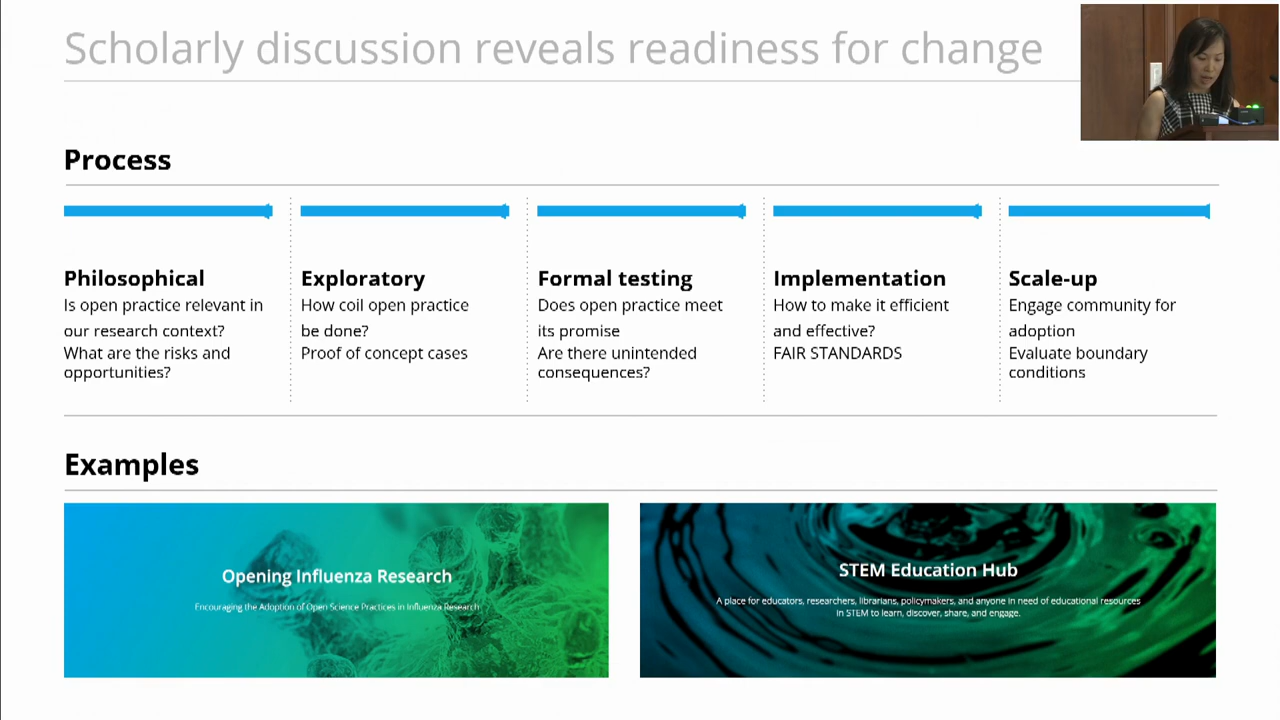 Scholarly discussion reveals readiness for change
Process
Philosophical
Is open practice relevant in
our research context?
What are the risks and
opportunities?
Exploratory
How coil open practice
be done?
Proof of concept cases
Formal testing
Does open practice meet
its promise
Are there unintended
consequences?
Implementation
How to make it efficient
and effective?
FAIR STANDARDS
Scale-up
Engage community for
adoption
Evaluate boundary
conditions
Examples
Opening Influenza Research
Encouraging the Adoption of Open Science Practices in Influenza Research
STEM Education Hub
A place for educators, researchers, librarians, policymakers, and anyone in need of educational resources
in STEM to learn, discover, share, and engage.